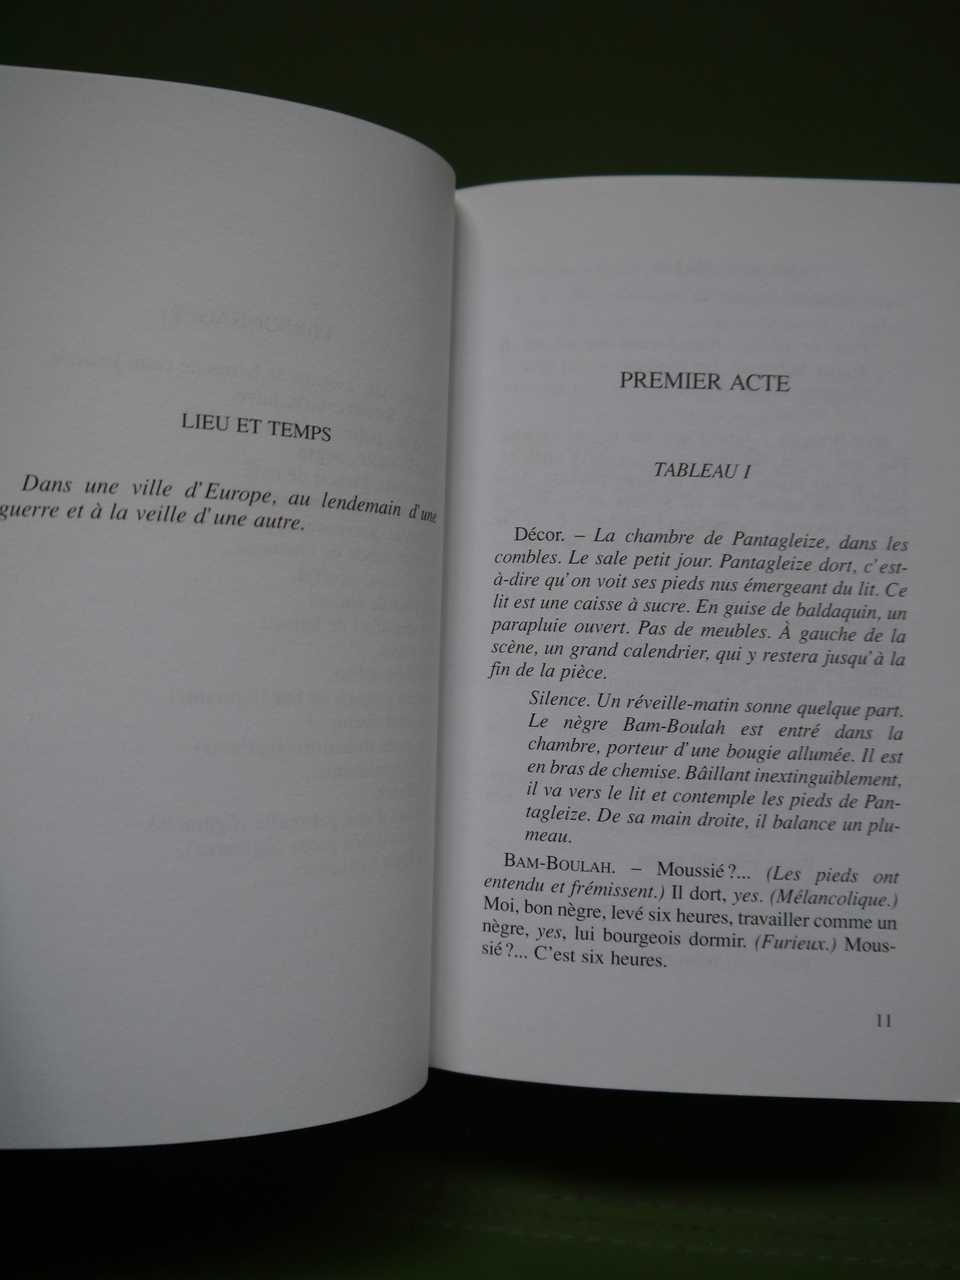 LIEU ET TEMPS
Dans une ville d'Europe, au lendemain d'une
guerre et à la veille d'une autre.
PREMIER ACTE
TABLEAU I
Décor. – La chambre de Pantagleize, dans les
combles. Le sale petit jour. Pantagleize dort, c'est-
à-dire qu'on voit ses pieds nus émergeant du lit. Ce
lit est une caisse à sucre. En guise de baldaquin, un
parapluie ouvert. Pas de meubles. À gauche de la
scène, un grand calendrier, qui y restera jusqu'à la
fin de la pièce.
Silence. Un réveille-matin sonne quelque part.
Le nègre Bam-Boulah est entré dans la
chambre, porteur d'une bougie allumée. Il est
en bras de chemise. Bâillant inextinguiblement,
il va vers le lit et contemple les pieds de Pan-
tagleize. De sa main droite, il balance un plu-
meau.
BAM-BOULAH. – Moussié ?... (Les pieds ont
entendu et frémissent.) Il dort, yes. (Mélancolique.)
Moi, bon nègre, levé six heures, travailler comme un
nègre, yes, lui bourgeois dormir. (Furieux.) Mous-
sié ?... C'est six heures.
11